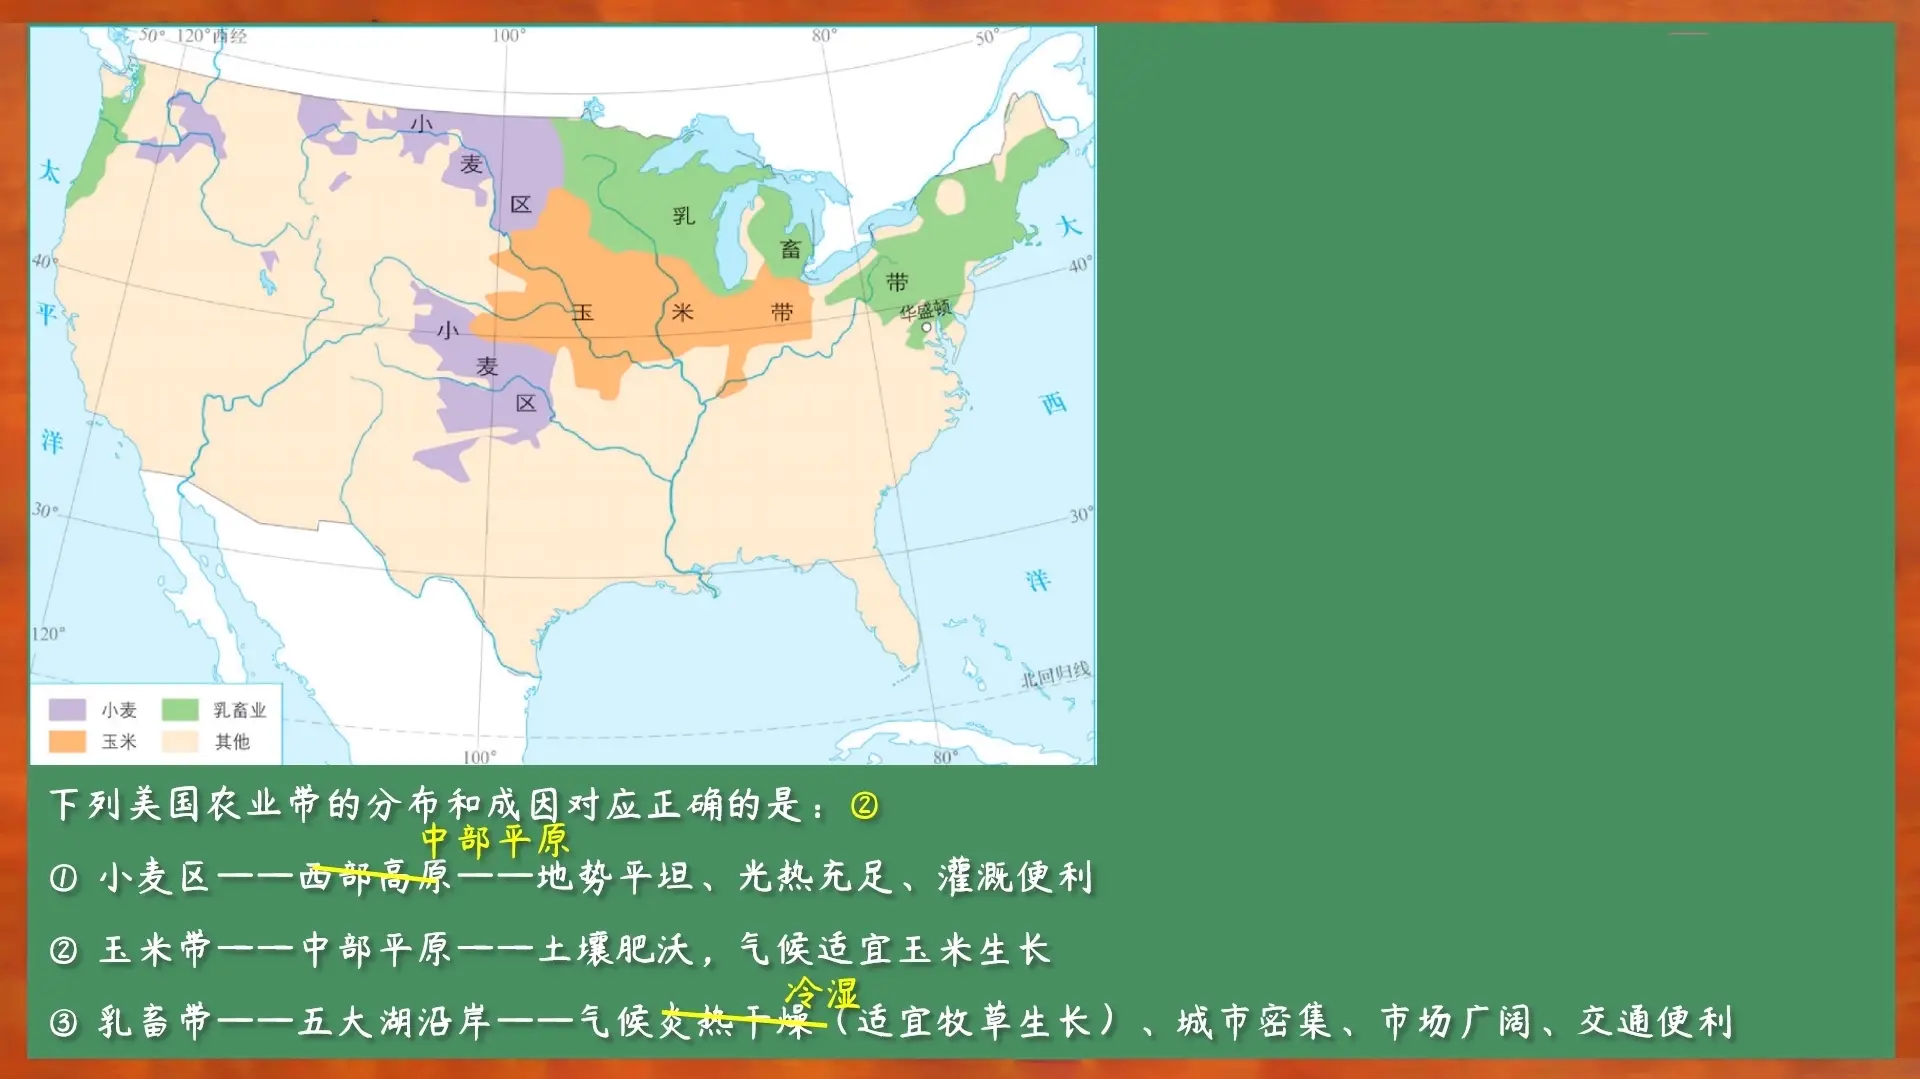 50° 120°西经 100° 80° 50°
小
麦
太
区
乳
大
畜
40°
40°
带
平
玉 米 带
华盛顿
小
麦
区
西
洋
30°
30°
洋
120°
北回归线
小麦 乳畜业
玉米 其他
100° 80°
下列美国农业带的分布和成因对应正确的是：②
中部平原
① 小麦区——西部高原——地势平坦、光热充足、灌溉便利
② 玉米带——中部平原——土壤肥沃，气候适宜玉米生长
冷湿
③ 乳畜带——五大湖沿岸——气候炎热干燥（适宜牧草生长）、城市密集、市场广阔、交通便利